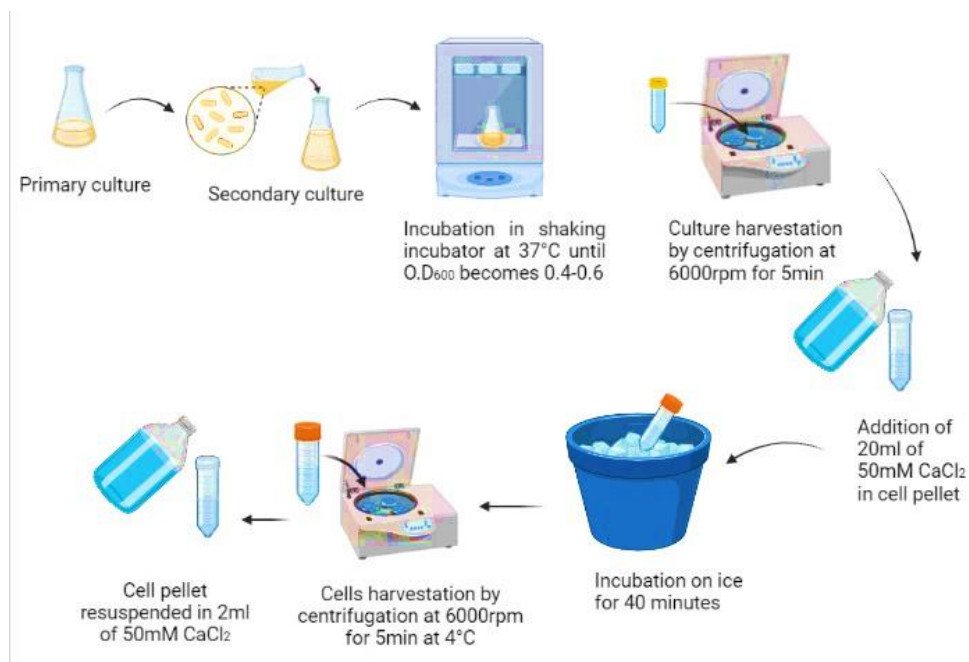 Primary culture
Secondary culture
Incubation in shaking
incubator at 37°C until
O.D₆₀₀ becomes 0.4-0.6
Culture harvestation
by centrifugation at
6000rpm for 5min
Addition of
20ml of
50mM CaCl₂
in cell pellet
Incubation on ice
for 40 minutes
Cells harvestation by
centrifugation at 6000rpm
for 5min at 4°C
Cell pellet
resuspended in 2ml
of 50mM CaCl₂